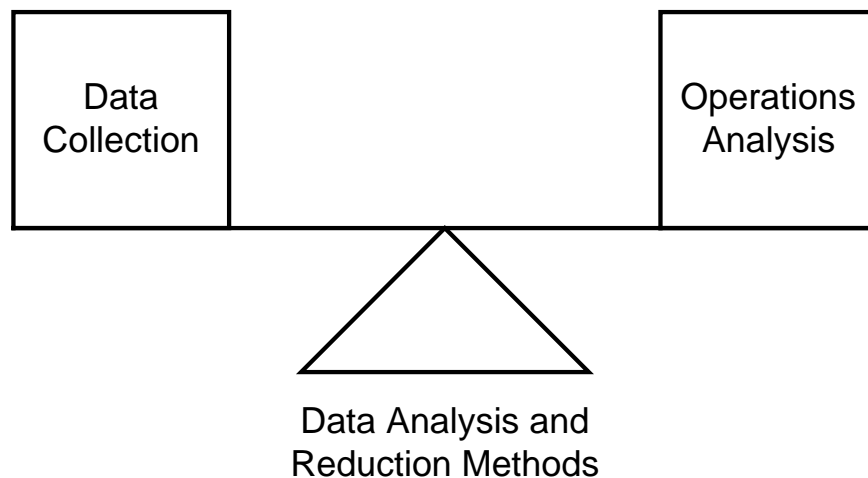 Data
Collection
Operations
Analysis
Data Analysis and
Reduction Methods